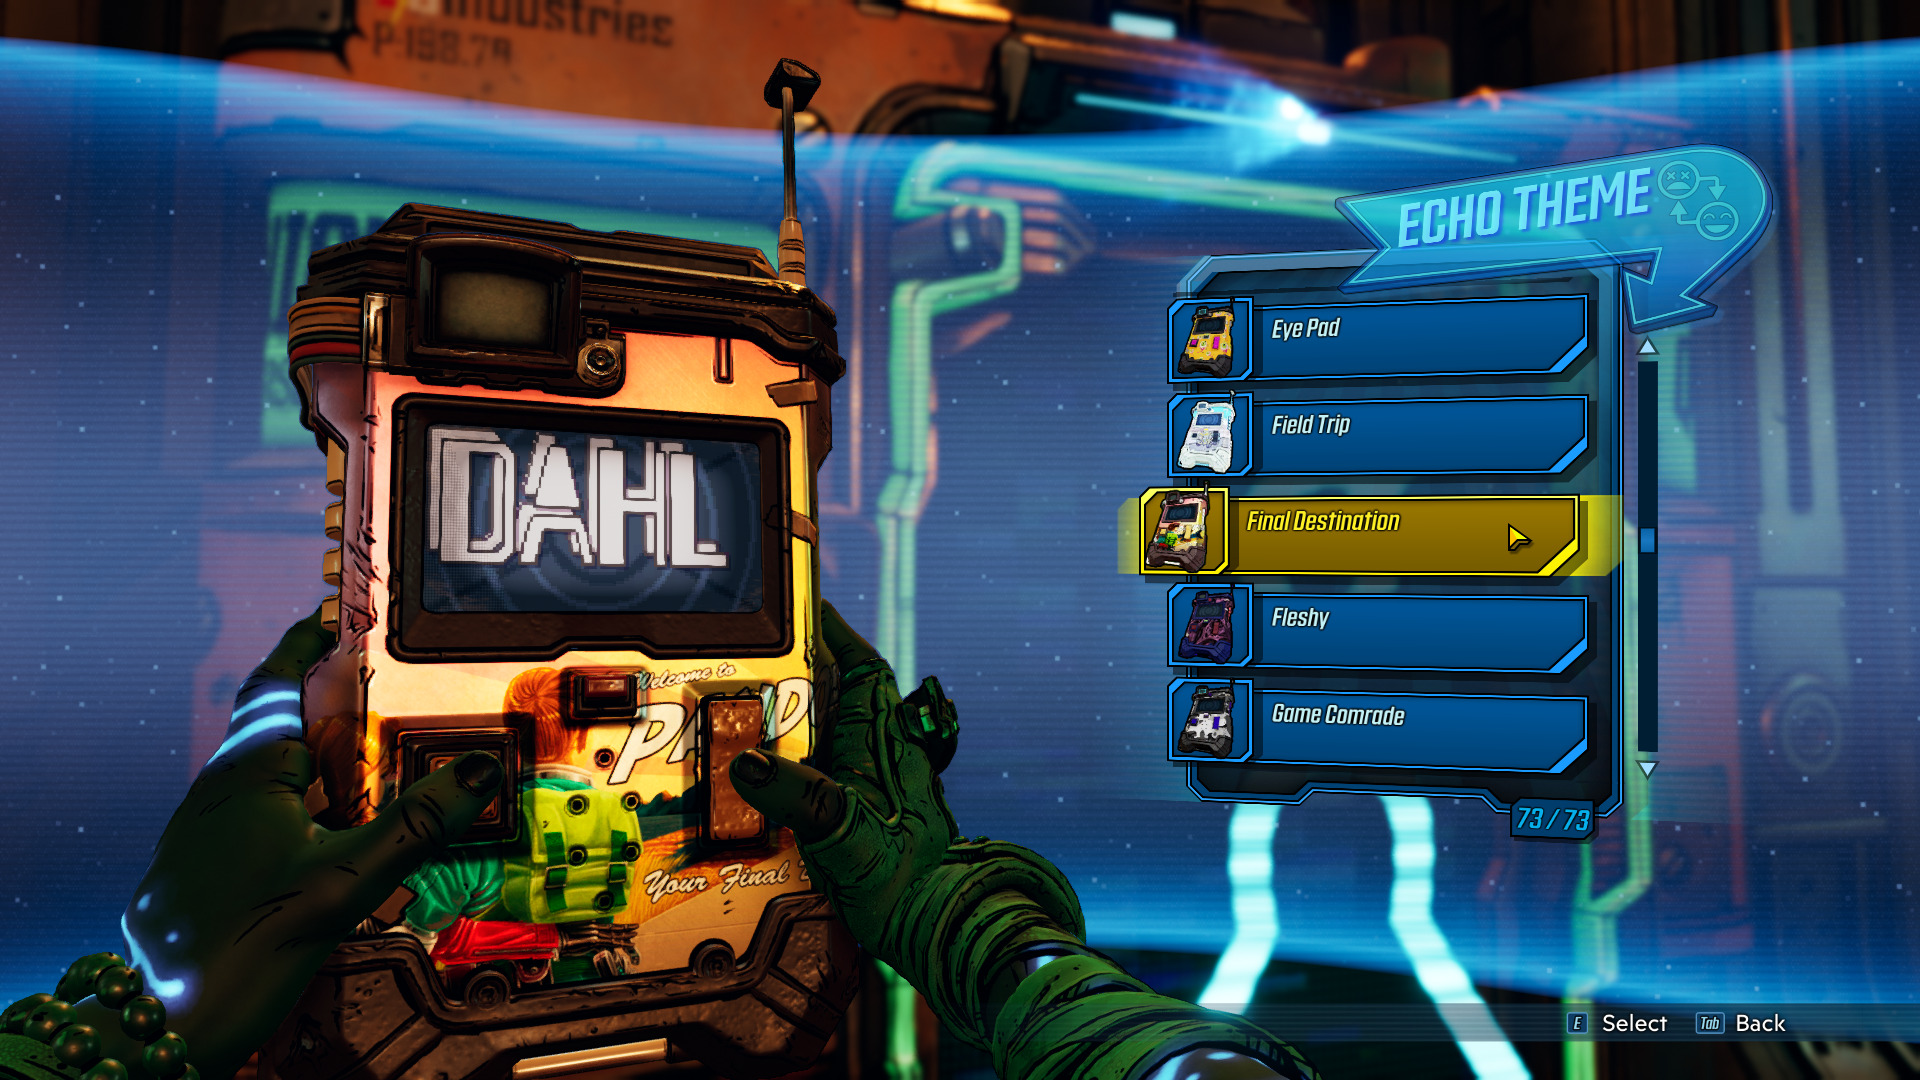 Industries
P-198.79
ECHO THEME
Eye Pad
Field Trip
Final Destination
Fleshy
Game Comrade
73/73
DAHL
Welcome to
Your Final
E Select Tab Back